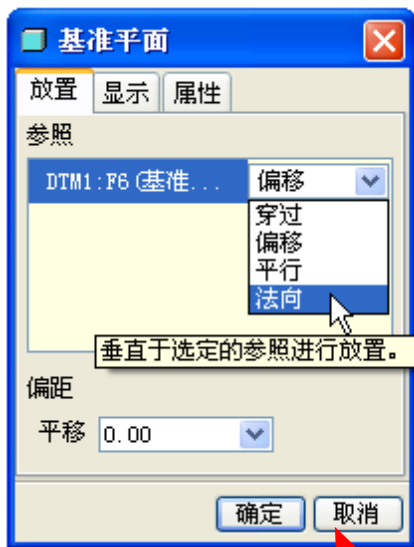 基准平面
放置 显示 属性
参照
DTM1:F6(基准... 偏移
穿过
偏移
平行
法向
垂直于选定的参照进行放置。
偏距
平移 0.00
确定 取消